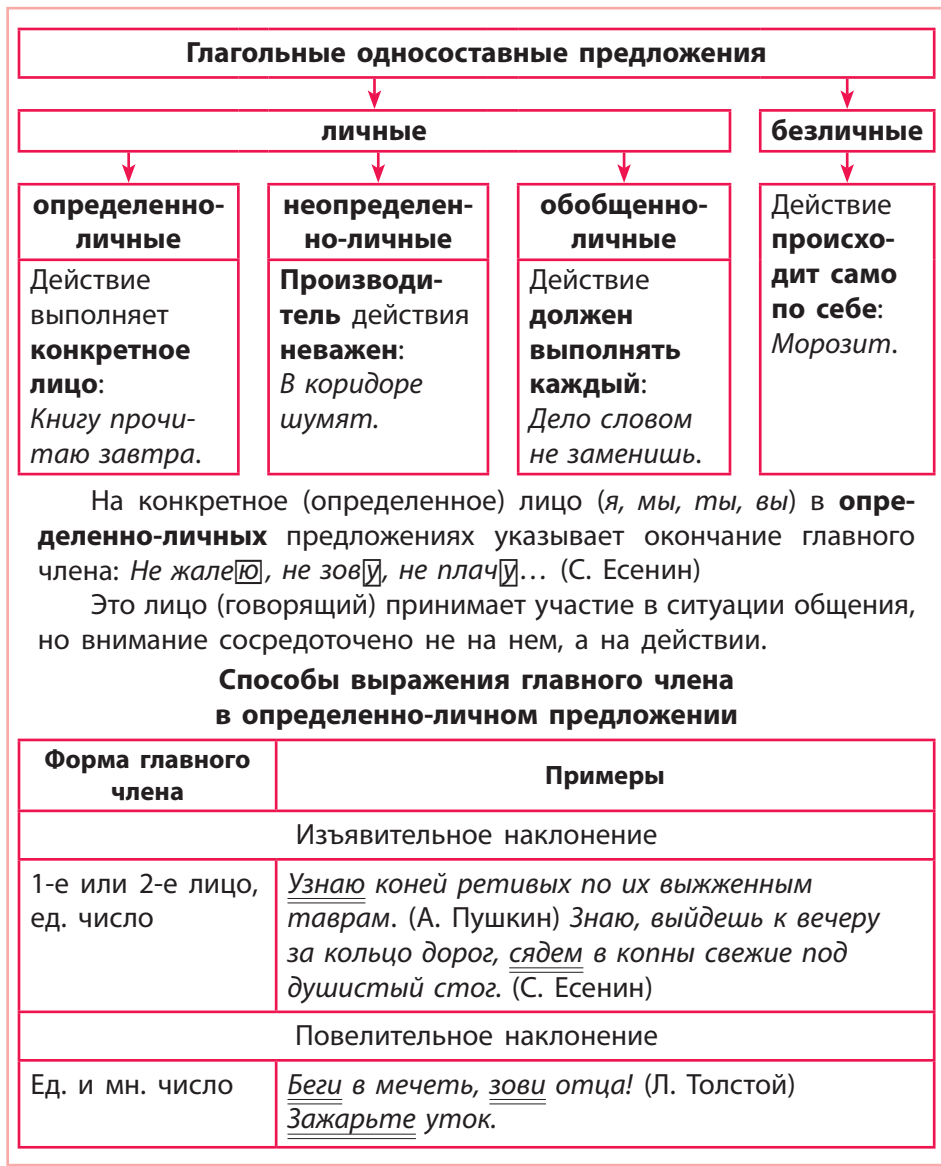 Глагольные односоставные предложения
личные
безличные
определенно-
личные
Действие
выполняет
конкретное
лицо:
Книгу прочи-
таю завтра.
неопределен-
но-личные
Производи-
тель действия
неважен:
В коридоре
шумят.
обобщенно-
личные
Действие
должен
выполнять
каждый:
Дело словом
не заменишь.
Действие
происхо-
дит само
по себе:
Морозит.
На конкретное (определенное) лицо (я, мы, ты, вы) в опре-
деленно-личных предложениях указывает окончание главного
члена: Не жалею, не зову, не плачу… (С. Есенин)
Это лицо (говорящий) принимает участие в ситуации общения,
но внимание сосредоточено не на нем, а на действии.
Способы выражения главного члена
в определенно-личном предложении
Форма главного
члена
Примеры
Изъявительное наклонение
1-е или 2-е лицо,
ед. число
Узнаю коней ретивых по их выжженным
таврам. (А. Пушкин) Знаю, выйдешь к вечеру
за кольцо дорог, сядем в копны свежие под
душистый стог. (С. Есенин)
Повелительное наклонение
Ед. и мн. число
Беги в мечеть, зови отца! (Л. Толстой)
Зажарьте уток.